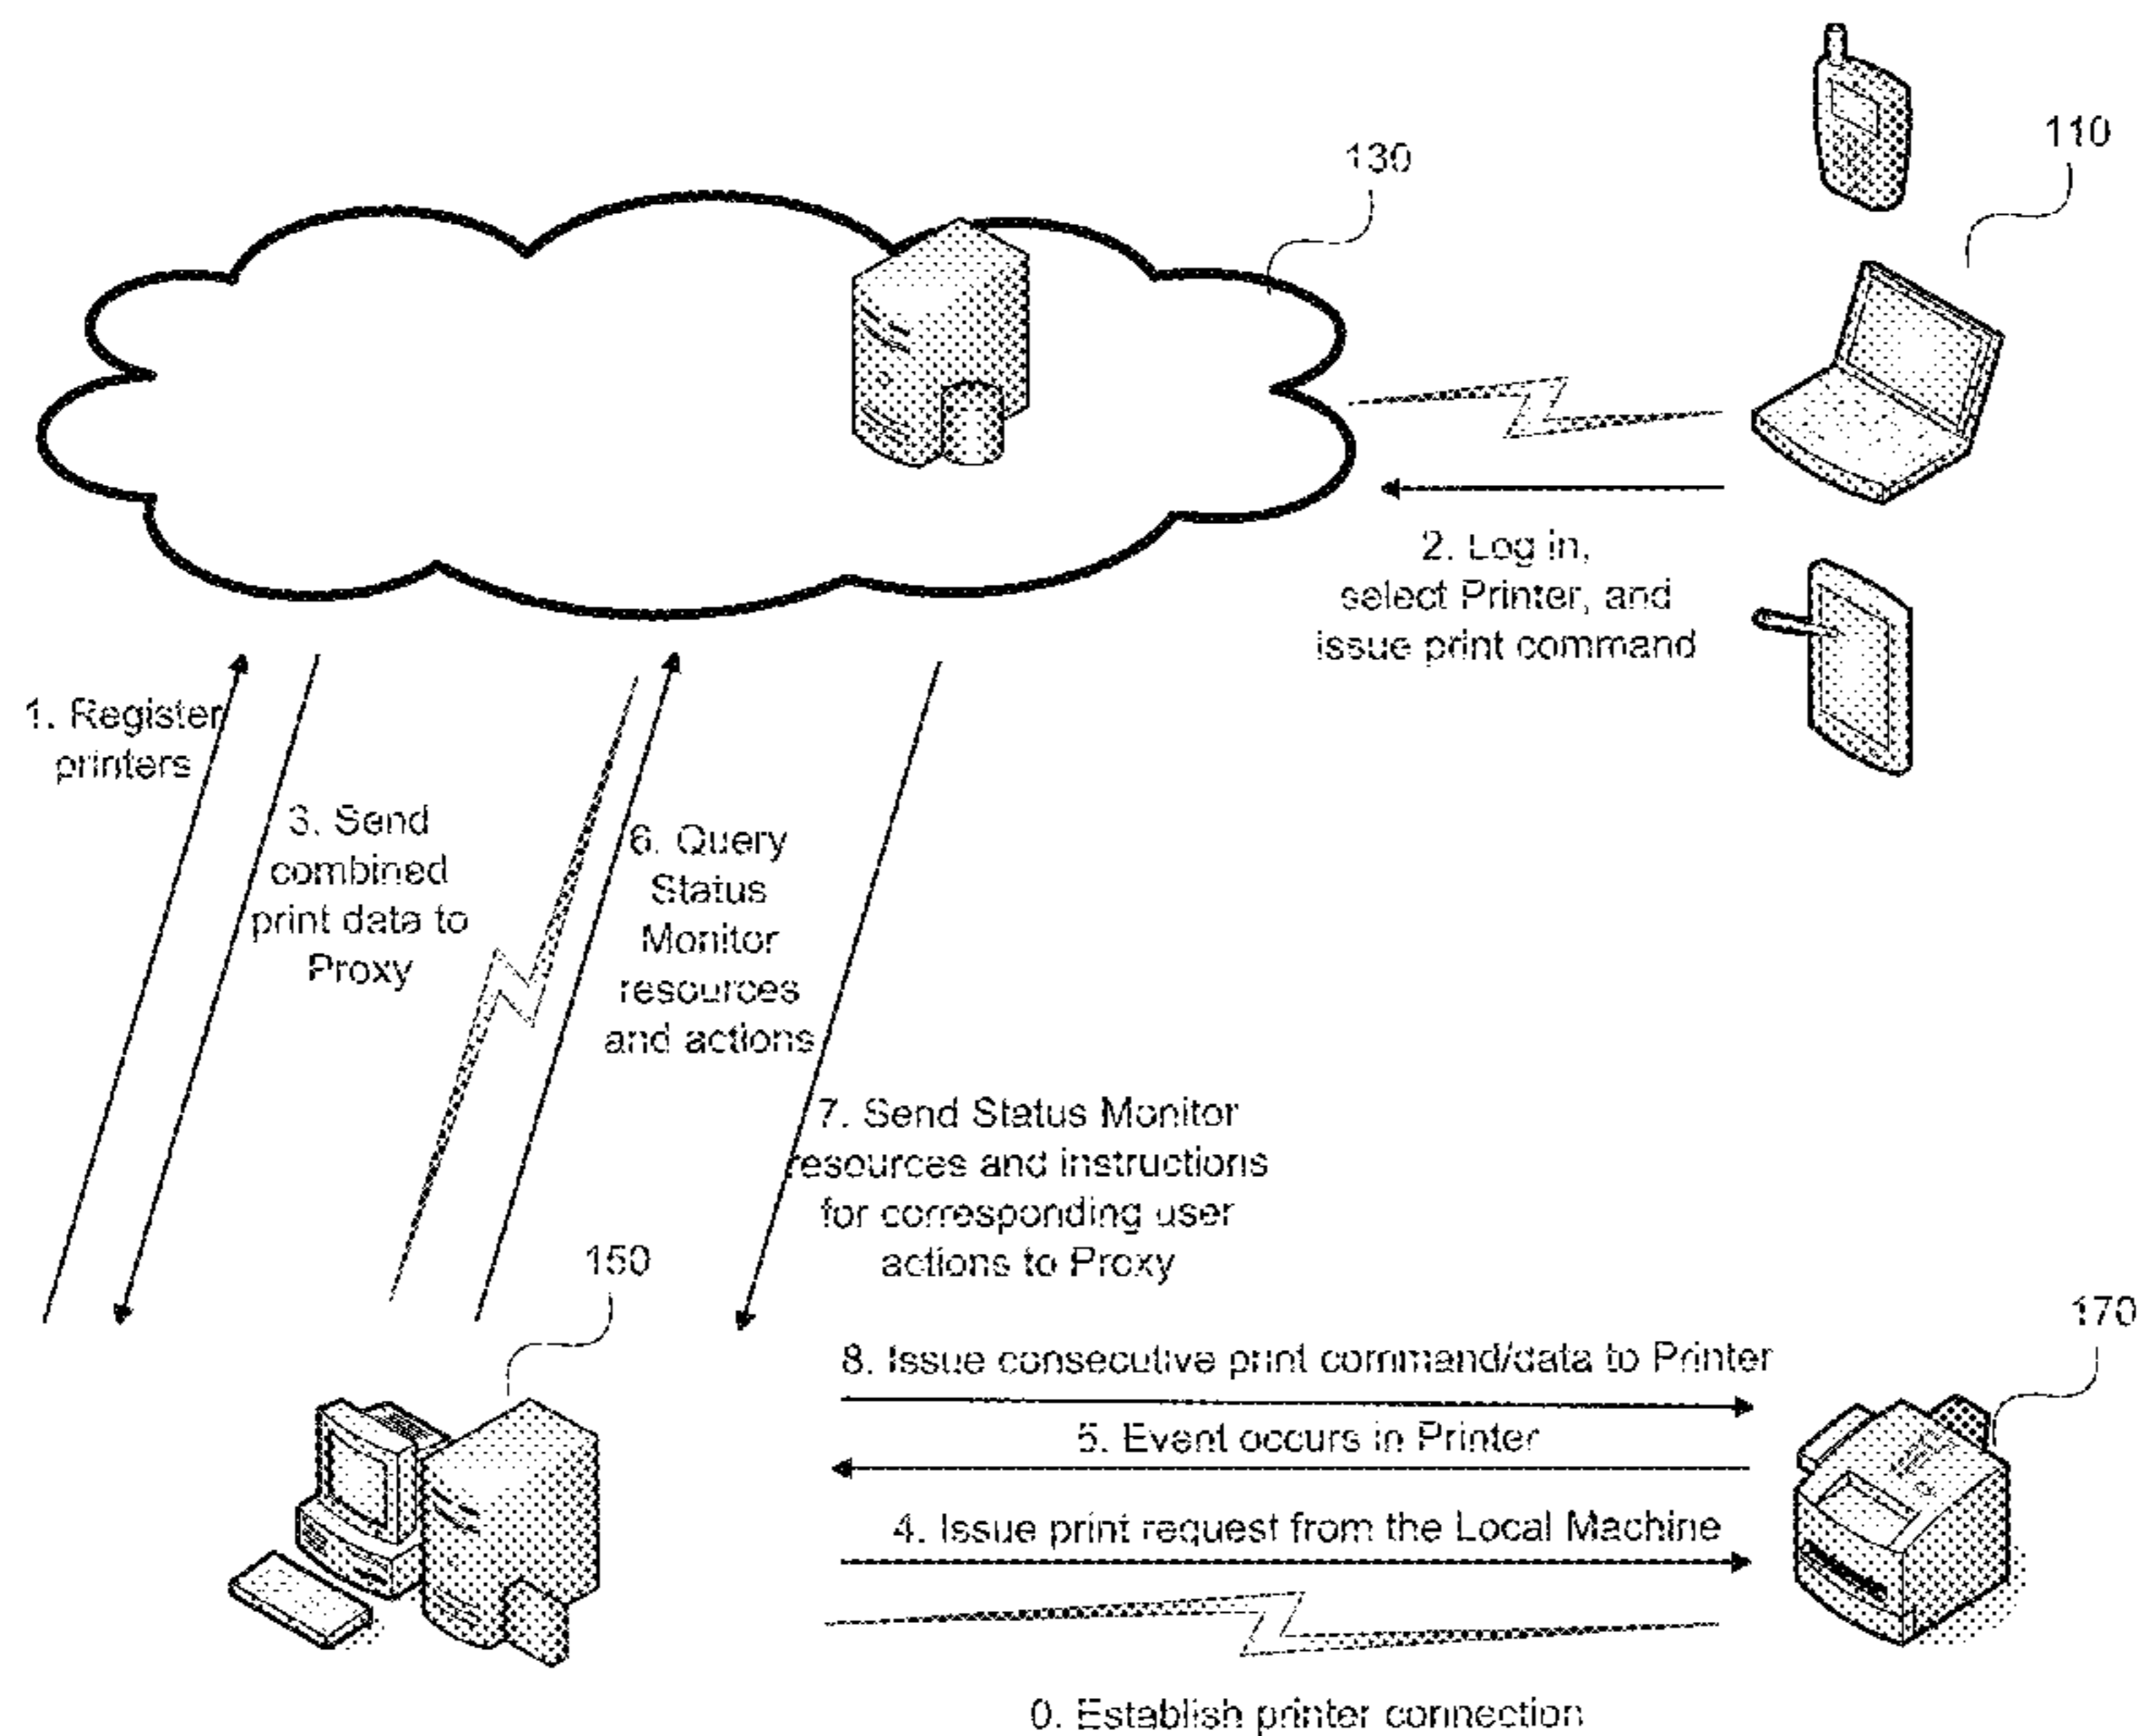 110
130
2. Log in,
select Printer, and
issue print command
1. Register
printers
3. Send
combined
print data to
Proxy
6. Query
Status
Monitor
resources
and actions
7. Send Status Monitor
resources and instructions
for corresponding user
actions to Proxy
150
170
8. Issue consecutive print command/data to Printer
5. Event occurs in Printer
4. Issue print request from the Local Machine
0. Establish printer connection